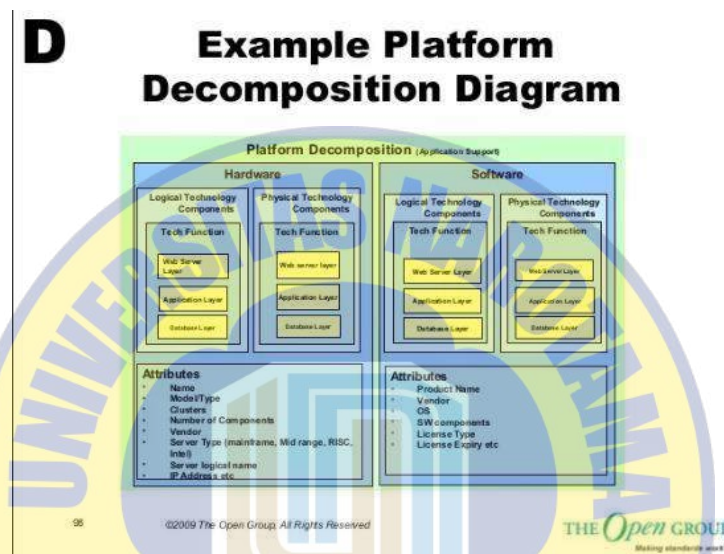 D
Example Platform
Decomposition Diagram
Platform Decomposition (Application Support)
Hardware
Logical Technology
Components
Tech Function
Web Server
Layer
Application Layer
Database Layer
Physical Technology
Components
Tech Function
Web server layer
Application Layer
Database Layer
Attributes
• Name
• Model/Type
• Clusters
• Number of Components
• Vendor
• Server Type (mainframe, Mid range, RISC,
Intel)
• Server logical name
• IP Address etc
Software
Logical Technology
Components
Tech Function
Web Server Layer
Application Layer
Database Layer
Physical Technology
Components
Tech Function
Web Server Layer
Application Layer
Database Layer
Attributes
• Product Name
• Vendor
• OS
• SW components
• License Type
• License Expiry etc
©2009 The Open Group, All Rights Reserved
THE Open GROUP
Making standards work
UNIVERSITAS NAROTAMA